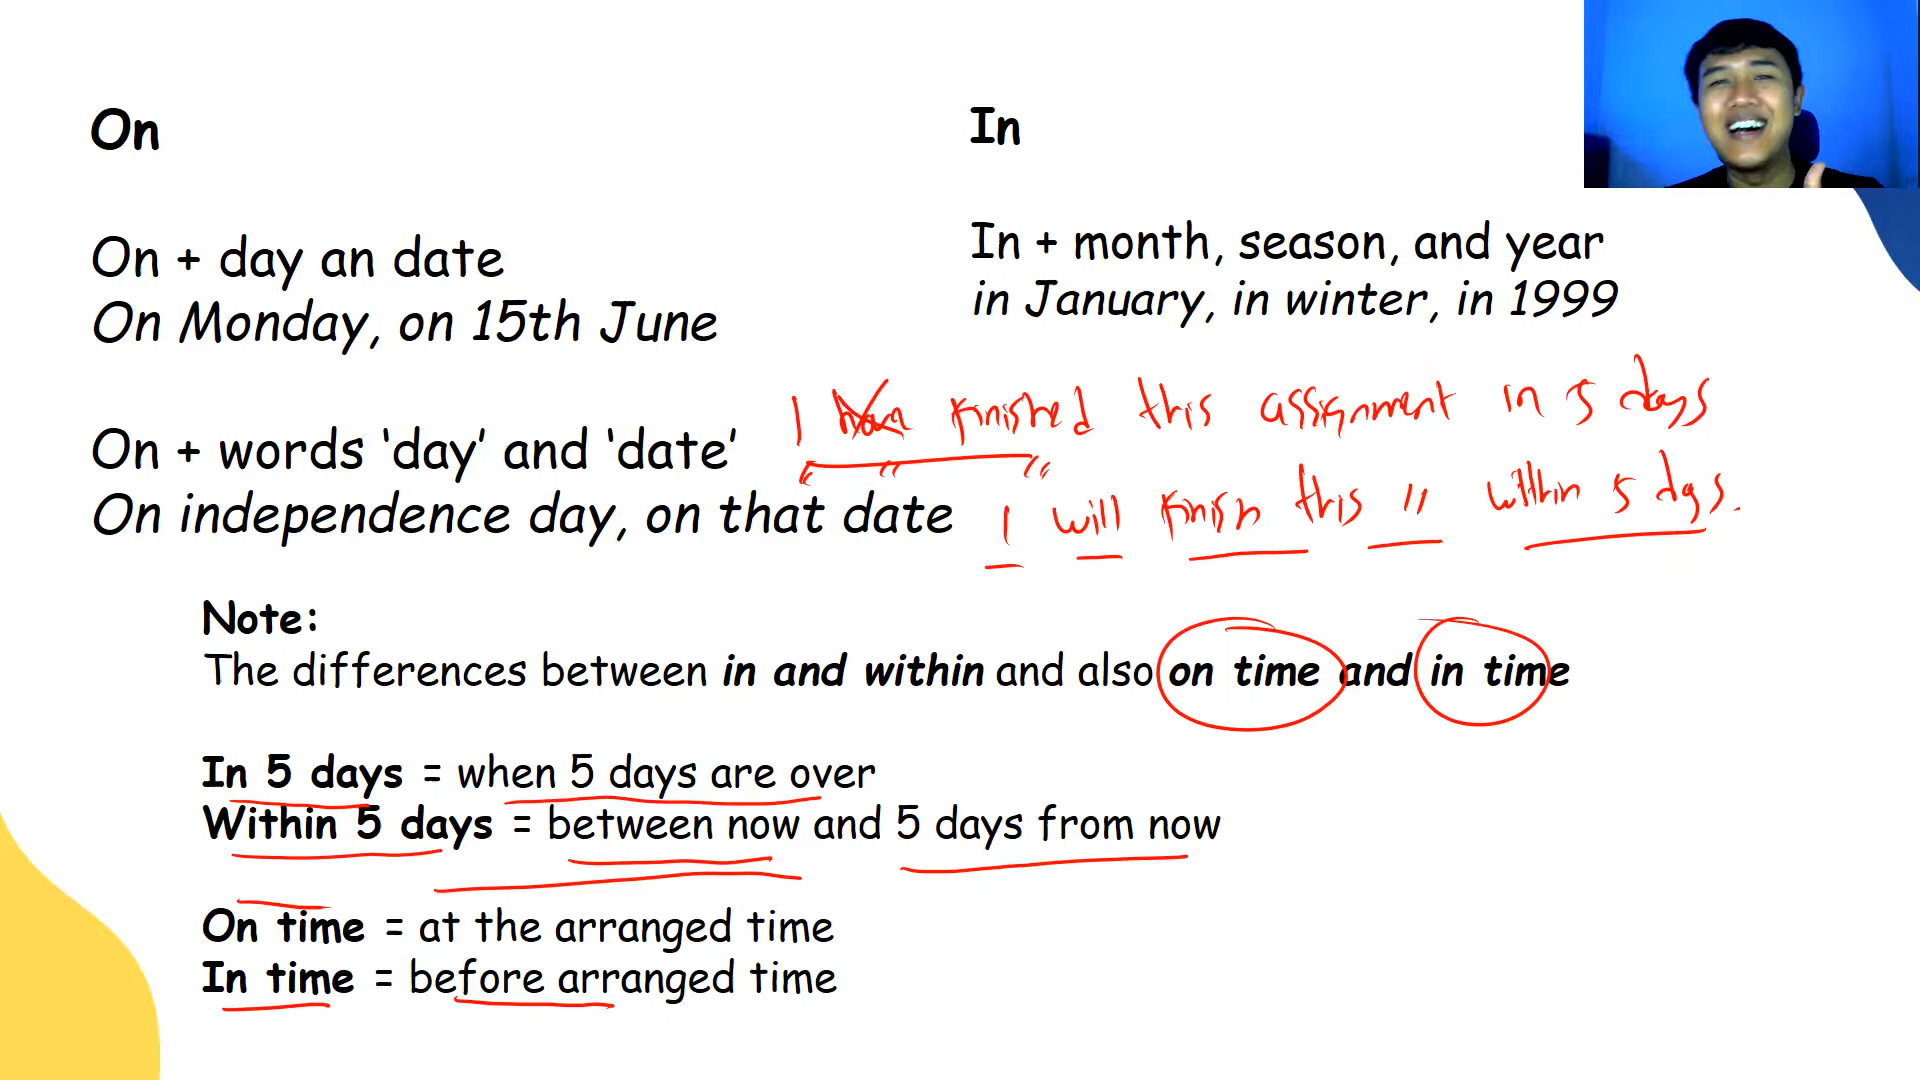 On
On + day an date
On Monday, on 15th June
On + words ‘day’ and ‘date’
On independence day, on that date
In
In + month, season, and year
in January, in winter, in 1999
I have finished this assignment in 5 days
I will finish this " within 5 days.
Note:
The differences between in and within and also on time and in time
In 5 days = when 5 days are over
Within 5 days = between now and 5 days from now
On time = at the arranged time
In time = before arranged time